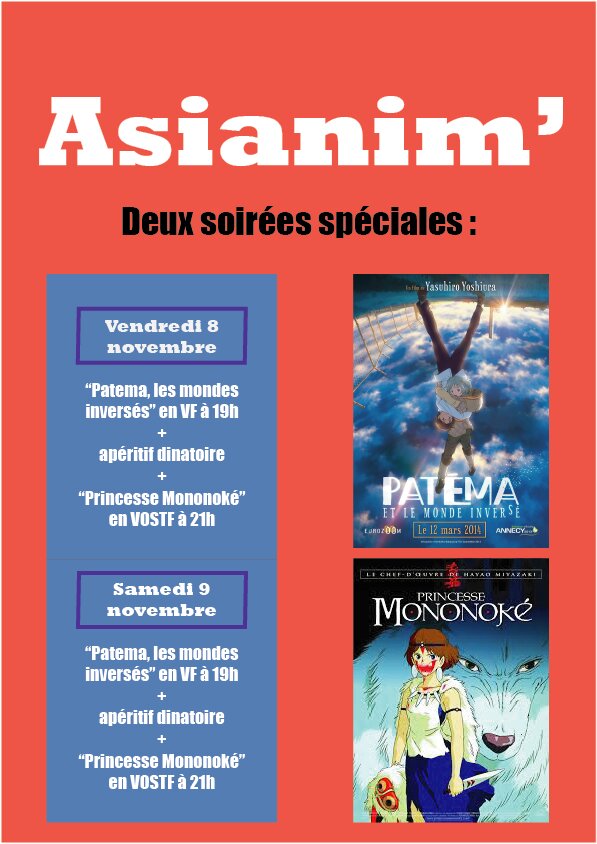 Asianim'
Deux soirées spéciales :
Vendredi 8
novembre
“Patema, les mondes
inversés” en VF à 19h
+
apéritif dinatoire
+
“Princesse Mononoké”
en VOSTF à 21h
Samedi 9
novembre
“Patema, les mondes
inversés” en VF à 19h
+
apéritif dinatoire
+
“Princesse Mononoké”
en VOSTF à 21h
Un film de Yasuhiro Yoshiura
PATÉMA
ET LE MONDE INVERSÉ
EUROZOOM
Le 12 mars 2014
ANNECY
LE CHEF-D'ŒUVRE DE HAYAO MIYAZAKI
PRINCESSE
MONONOKÉ